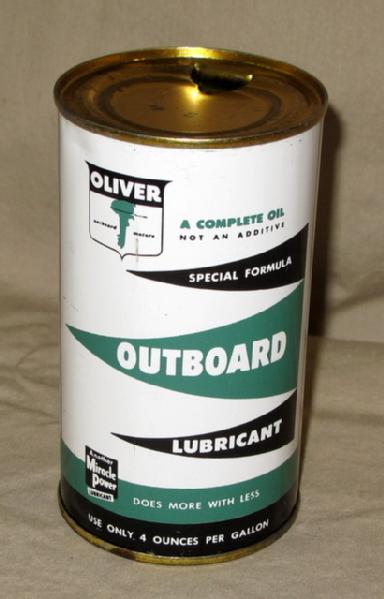 OLIVER
Outboard Motors
A COMPLETE OIL
NOT AN ADDITIVE
SPECIAL FORMULA
OUTBOARD
LUBRICANT
Another
Miracle
Power
LUBRICANT
DOES MORE WITH LESS
USE ONLY 4 OUNCES PER GALLON